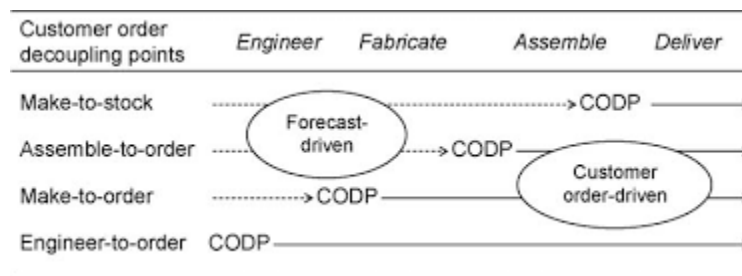 Customer order
decoupling points
Engineer Fabricate Assemble Deliver
Make-to-stock CODP
Forecast-
driven
Assemble-to-order CODP
Customer
order-driven
Make-to-order CODP
Engineer-to-order CODP